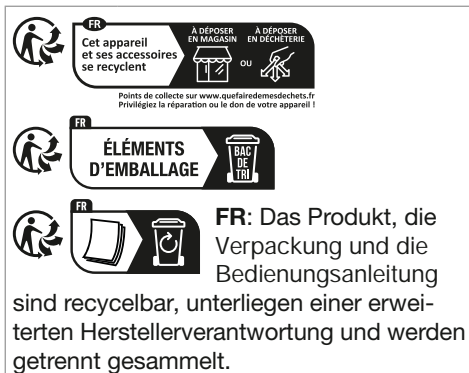 FR
Cet appareil
et ses accessoires
se recyclent
À DÉPOSER
EN MAGASIN
OU
À DÉPOSER
EN DÉCHÈTERIE
Points de collecte sur www.quefairedemesdechets.fr
Privilégiez la réparation ou le don de votre appareil !
FR
ÉLÉMENTS
D’EMBALLAGE
BAC
DE
TRI
FR
FR: Das Produkt, die
Verpackung und die
Bedienungsanleitung
sind recycelbar, unterliegen einer erwei-
terten Herstellerverantwortung und werden
getrennt gesammelt.